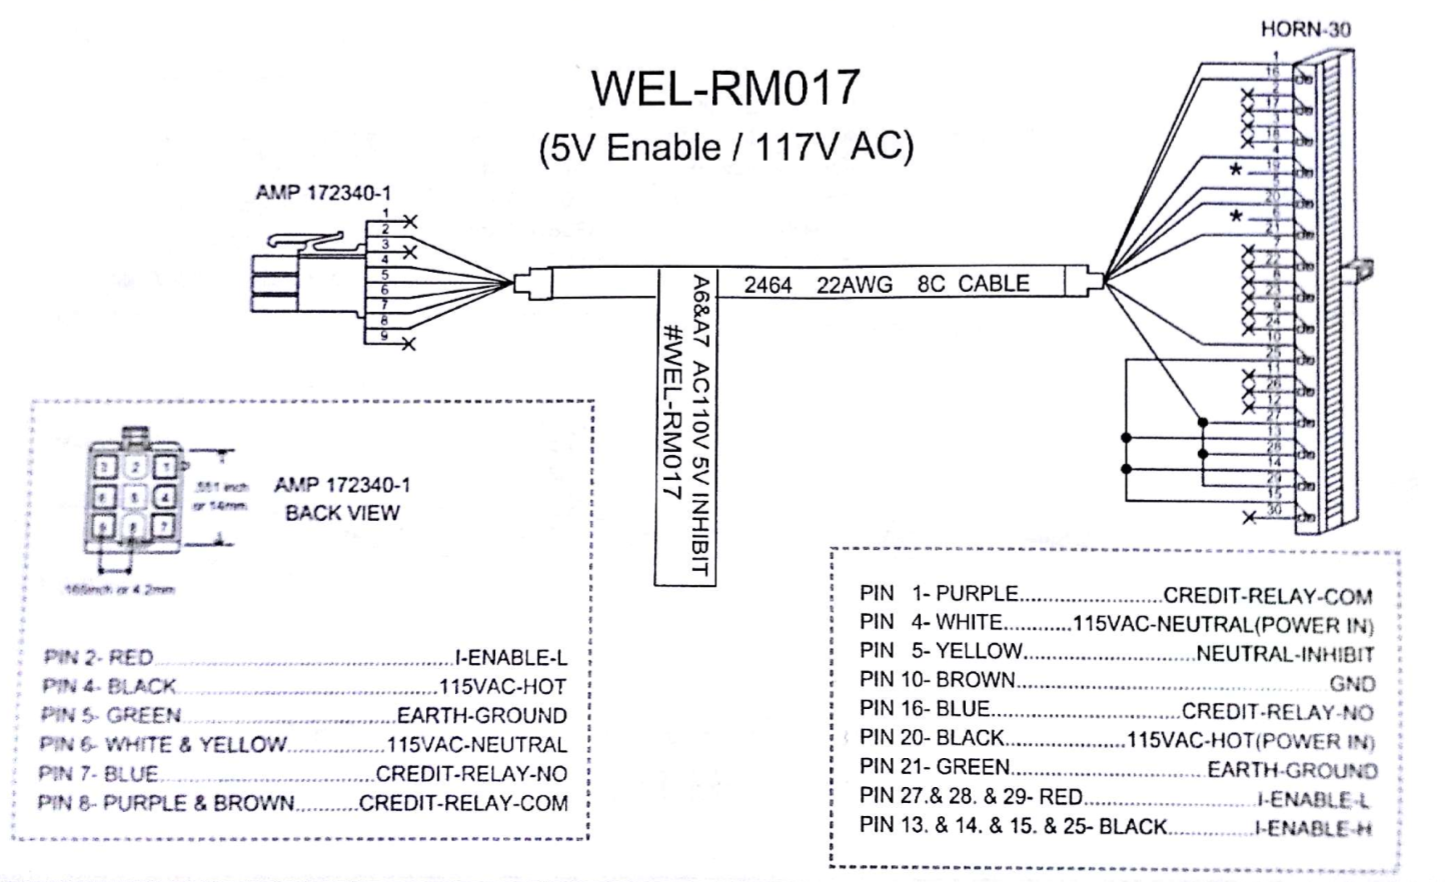 HORN-30
WEL-RM017
(5V Enable / 117V AC)
AMP 172340-1
1
2
3
4
5
6
7
8
9
2464 22AWG 8C CABLE
A6&A7 AC110V 5V INHIBIT
#WEL-RM017
1
16
2
17
3
18
4
19
5
20
6
21
7
22
8
23
9
24
10
25
11
26
12
27
13
28
14
29
15
30
*
*
3 2 1
6 5 4
9 8 7
.551 inch
or 14mm
.165inch or 4.2mm
AMP 172340-1
BACK VIEW
PIN 2- RED..............................I-ENABLE-L
PIN 4- BLACK..........................115VAC-HOT
PIN 5- GREEN......................EARTH-GROUND
PIN 6- WHITE & YELLOW............115VAC-NEUTRAL
PIN 7- BLUE......................CREDIT-RELAY-NO
PIN 8- PURPLE & BROWN..........CREDIT-RELAY-COM
PIN 1- PURPLE......................CREDIT-RELAY-COM
PIN 4- WHITE............115VAC-NEUTRAL(POWER IN)
PIN 5- YELLOW..........................NEUTRAL-INHIBIT
PIN 10- BROWN..............................GND
PIN 16- BLUE..........................CREDIT-RELAY-NO
PIN 20- BLACK..................115VAC-HOT(POWER IN)
PIN 21- GREEN..........................EARTH-GROUND
PIN 27.& 28. & 29- RED......................I-ENABLE-L
PIN 13. & 14. & 15. & 25- BLACK.............I-ENABLE-H